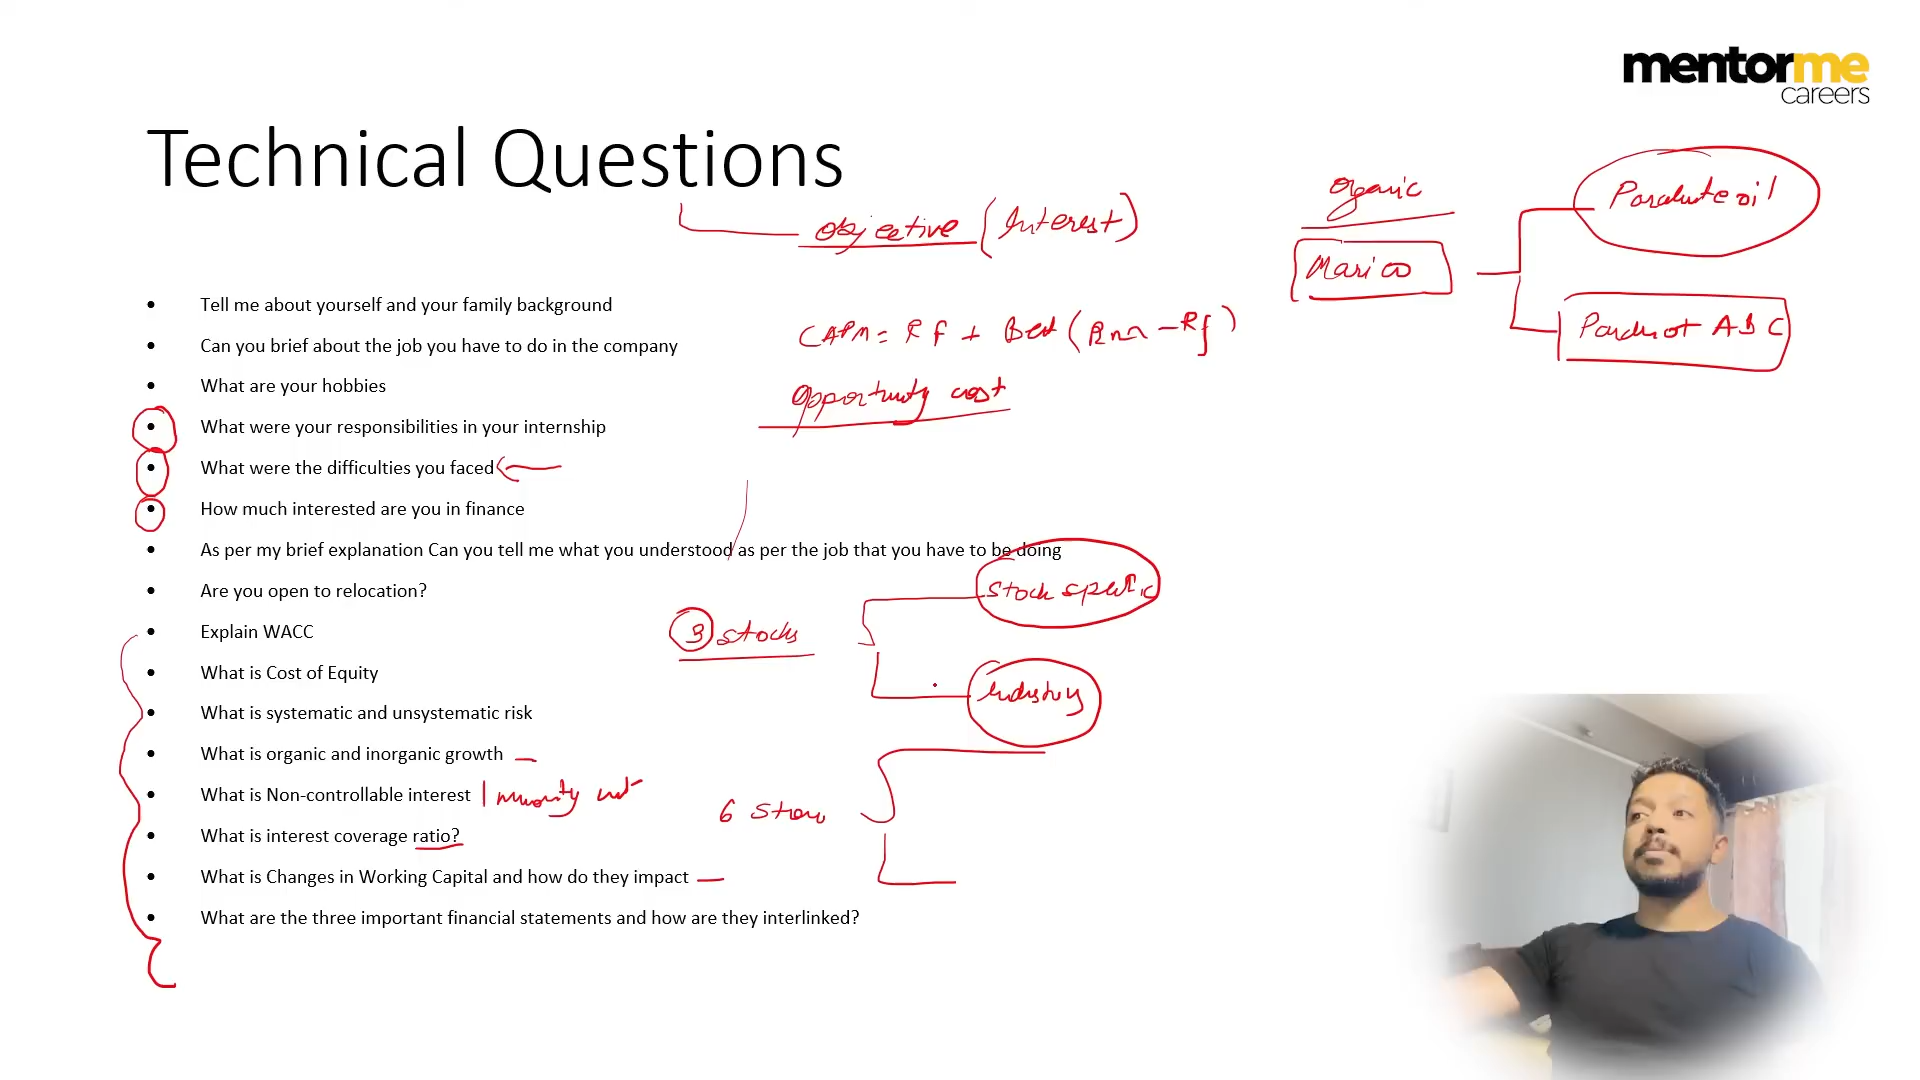 mentorme
careers
Technical Questions
Objective (Interest)
Organic
Marico
Parachute oil
Product ABC
CAPM = RF + Bet (Rm - Rf)
Opportunity cost
• Tell me about yourself and your family background
• Can you brief about the job you have to do in the company
• What are your hobbies
• What were your responsibilities in your internship
• What were the difficulties you faced
• How much interested are you in finance
• As per my brief explanation Can you tell me what you understood as per the job that you have to be doing
• Are you open to relocation?
• Explain WACC
• What is Cost of Equity
• What is systematic and unsystematic risk
• What is organic and inorganic growth
• What is Non-controllable interest | minority
• What is interest coverage ratio?
• What is Changes in Working Capital and how do they impact
• What are the three important financial statements and how are they interlinked?
3 stocks
Stock specific
Industry
6